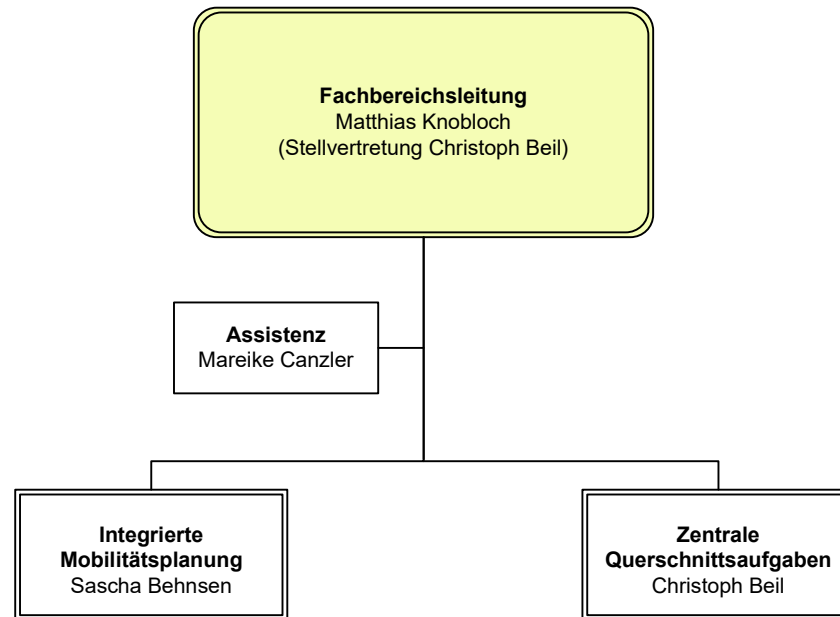 Fachbereichsleitung
Matthias Knobloch
(Stellvertretung Christoph Beil)
Assistenz
Mareike Canzler
Integrierte
Mobilitätsplanung
Sascha Behnsen
Zentrale
Querschnittsaufgaben
Christoph Beil